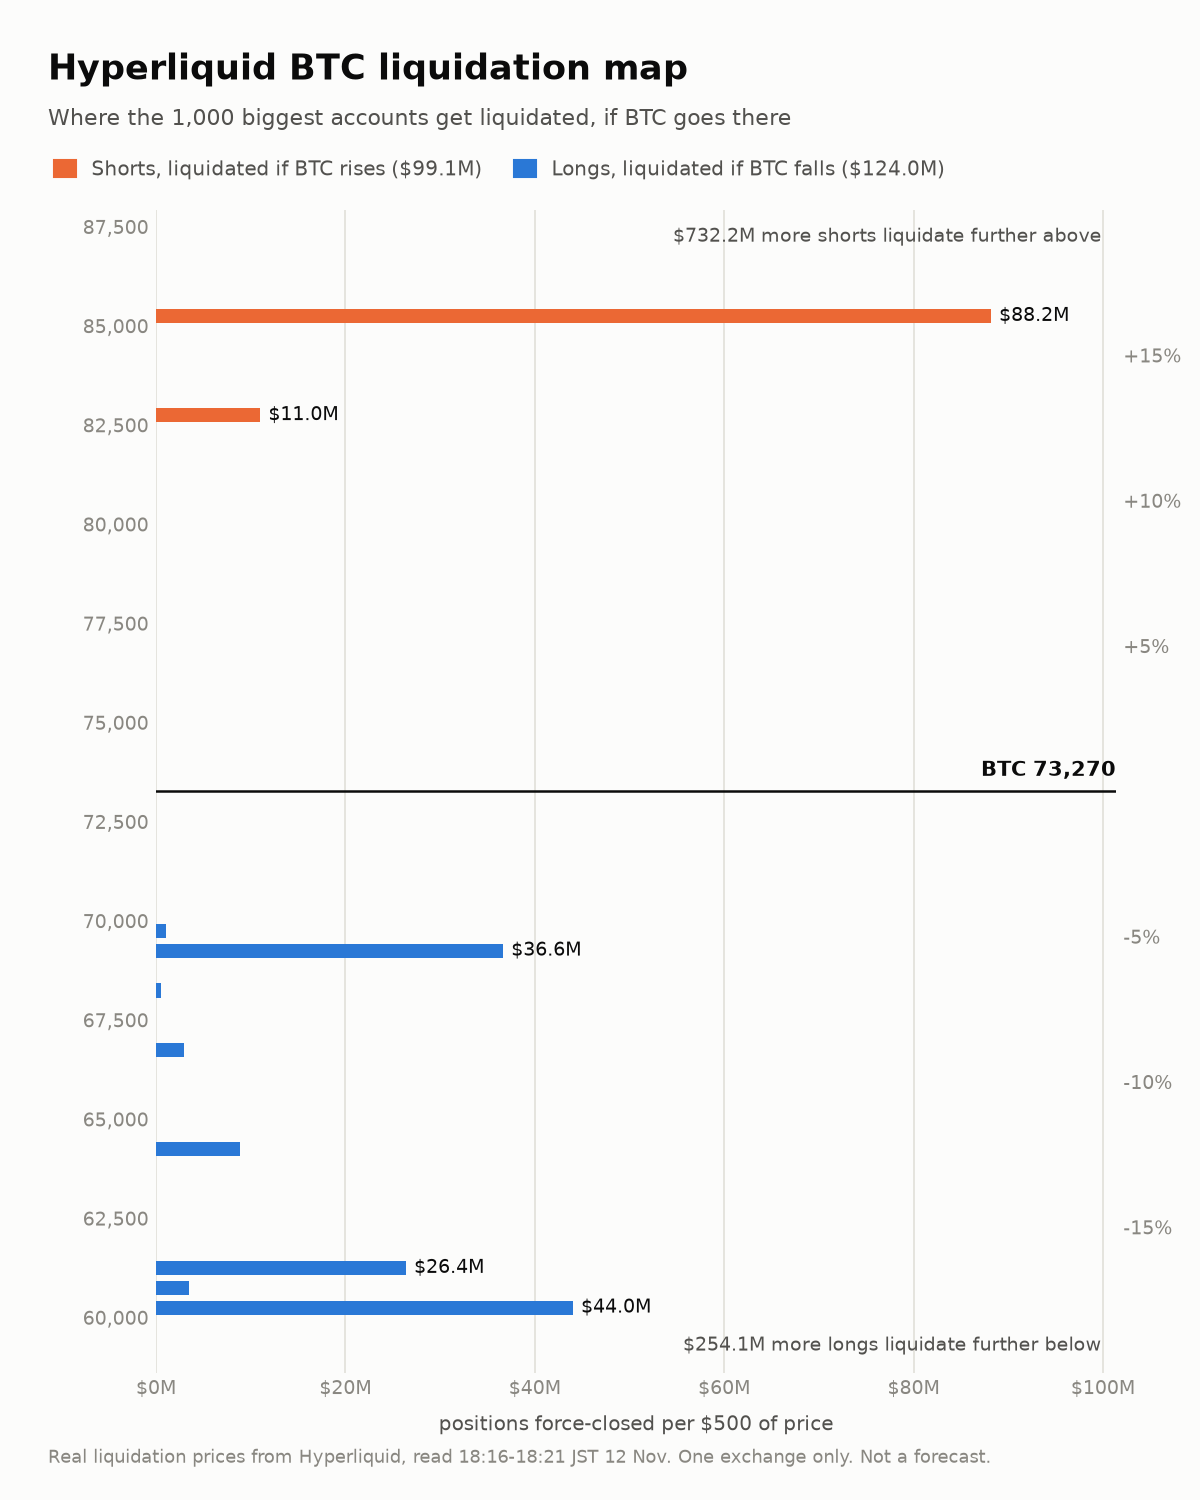 Hyperliquid BTC liquidation map
Where the 1,000 biggest accounts get liquidated, if BTC goes there
Shorts, liquidated if BTC rises ($99.1M)
Longs, liquidated if BTC falls ($124.0M)
87,500
$732.2M more shorts liquidate further above
$88.2M
85,000
+15%
$11.0M
82,500
+10%
80,000
77,500
+5%
75,000
BTC 73,270
72,500
70,000
-5%
$36.6M
67,500
-10%
65,000
62,500
-15%
$26.4M
$44.0M
60,000
$254.1M more longs liquidate further below
$0M
$20M
$40M
$60M
$80M
$100M
positions force-closed per $500 of price
Real liquidation prices from Hyperliquid, read 18:16-18:21 JST 12 Nov. One exchange only. Not a forecast.